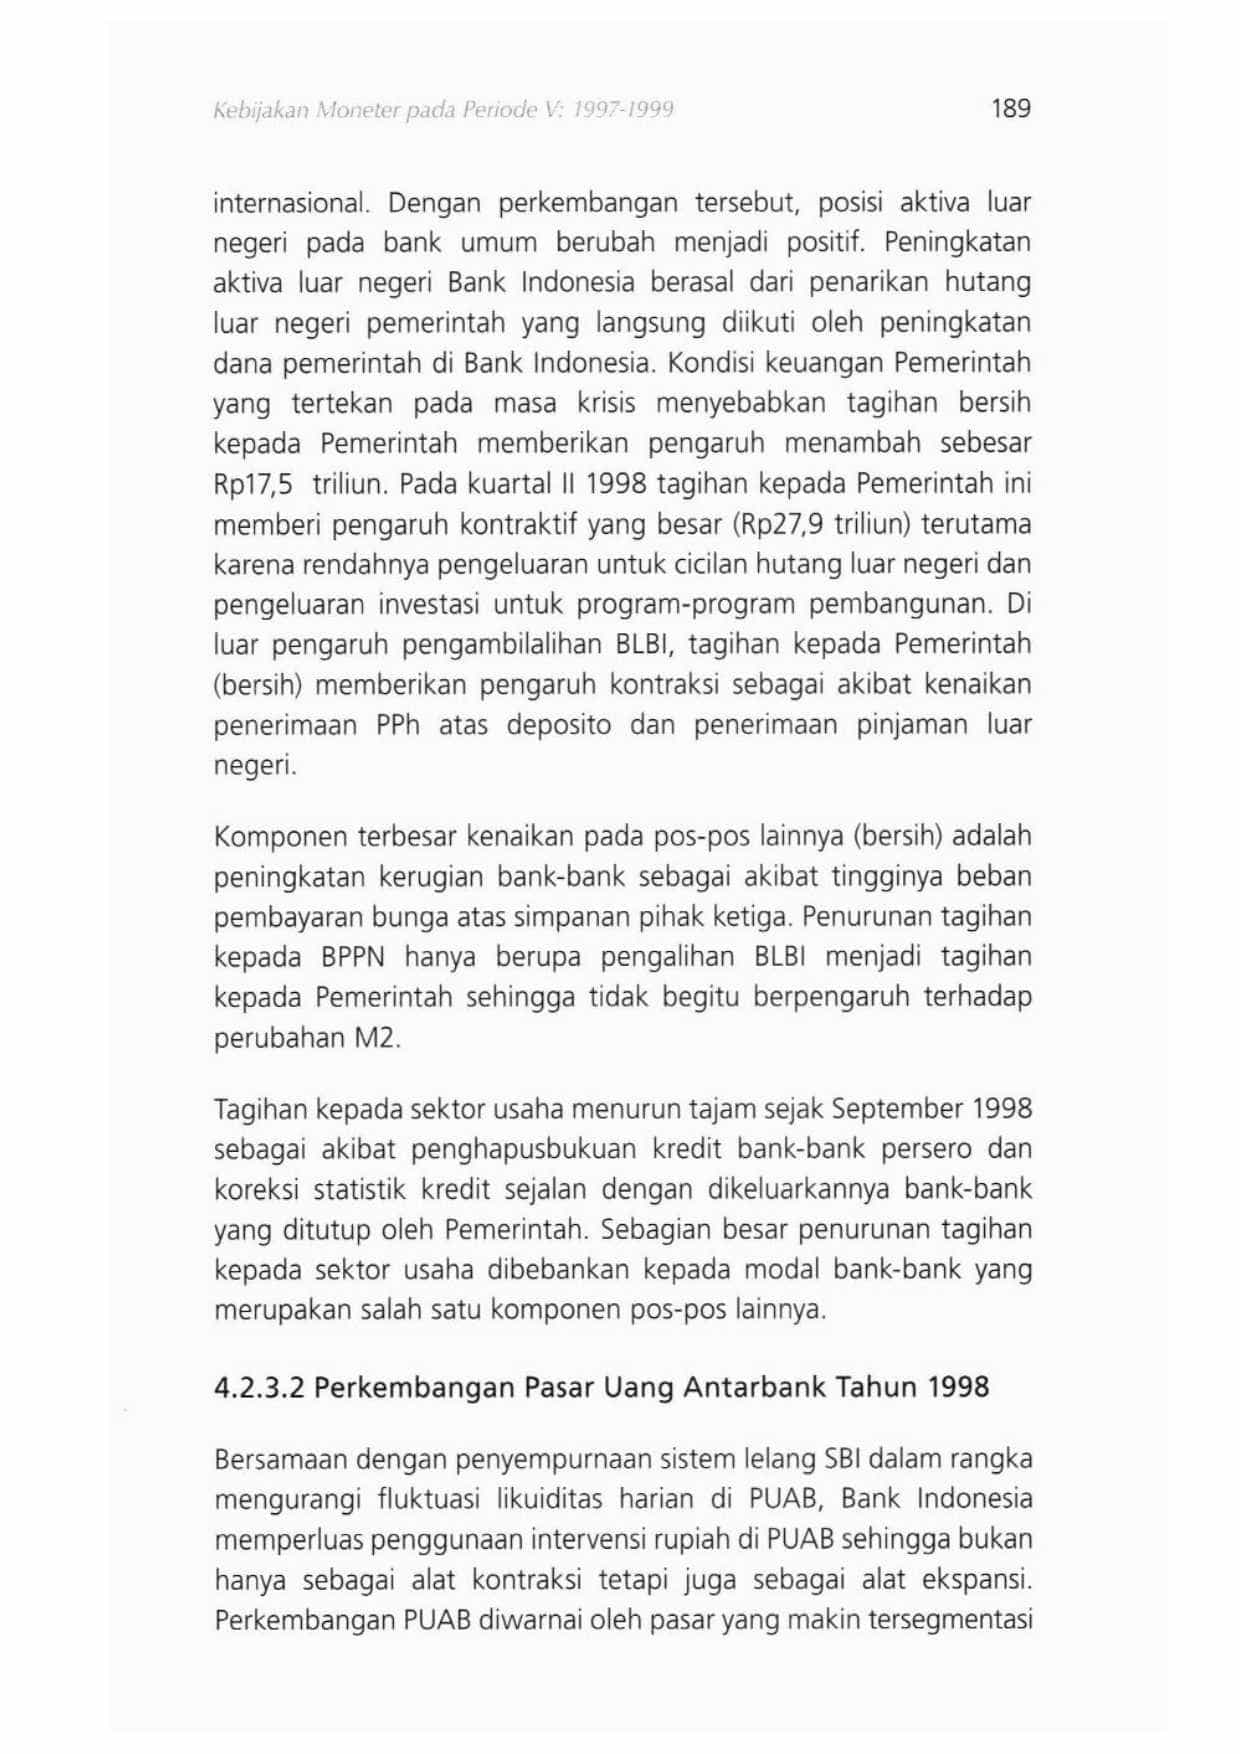 Kebijakan Moneter pada Periode V: 1997-1999 189
internasional. Dengan perkembangan tersebut, posisi aktiva luar
negeri pada bank umum berubah menjadi positif. Peningkatan
aktiva luar negeri Bank Indonesia berasal dari penarikan hutang
luar negeri pemerintah yang langsung diikuti oleh peningkatan
dana pemerintah di Bank Indonesia. Kondisi keuangan Pemerintah
yang tertekan pada masa krisis menyebabkan tagihan bersih
kepada Pemerintah memberikan pengaruh menambah sebesar
Rp17,5 triliun. Pada kuartal II 1998 tagihan kepada Pemerintah ini
memberi pengaruh kontraktif yang besar (Rp27,9 triliun) terutama
karena rendahnya pengeluaran untuk cicilan hutang luar negeri dan
pengeluaran investasi untuk program-program pembangunan. Di
luar pengaruh pengambilalihan BLBI, tagihan kepada Pemerintah
(bersih) memberikan pengaruh kontraksi sebagai akibat kenaikan
penerimaan PPh atas deposito dan penerimaan pinjaman luar
negeri.
Komponen terbesar kenaikan pada pos-pos lainnya (bersih) adalah
peningkatan kerugian bank-bank sebagai akibat tingginya beban
pembayaran bunga atas simpanan pihak ketiga. Penurunan tagihan
kepada BPPN hanya berupa pengalihan BLBI menjadi tagihan
kepada Pemerintah sehingga tidak begitu berpengaruh terhadap
perubahan M2.
Tagihan kepada sektor usaha menurun tajam sejak September 1998
sebagai akibat penghapusbukuan kredit bank-bank persero dan
koreksi statistik kredit sejalan dengan dikeluarkannya bank-bank
yang ditutup oleh Pemerintah. Sebagian besar penurunan tagihan
kepada sektor usaha dibebankan kepada modal bank-bank yang
merupakan salah satu komponen pos-pos lainnya.
4.2.3.2 Perkembangan Pasar Uang Antarbank Tahun 1998
Bersamaan dengan penyempurnaan sistem lelang SBI dalam rangka
mengurangi fluktuasi likuiditas harian di PUAB, Bank Indonesia
memperluas penggunaan intervensi rupiah di PUAB sehingga bukan
hanya sebagai alat kontraksi tetapi juga sebagai alat ekspansi.
Perkembangan PUAB diwarnai oleh pasar yang makin tersegmentasi